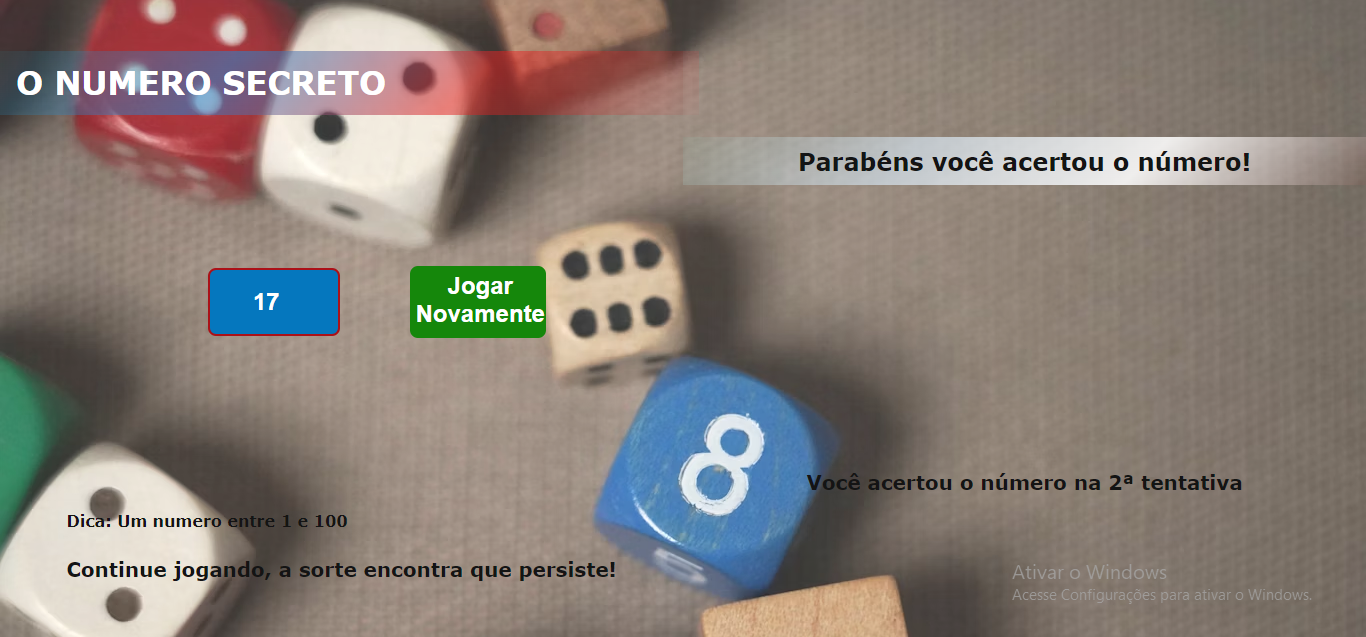 O NUMERO SECRETO
Parabéns você acertou o número!
17
Jogar
Novamente
8
Você acertou o número na 2ª tentativa
Dica: Um numero entre 1 e 100
Continue jogando, a sorte encontra que persiste!
Ativar o Windows
Acesse Configurações para ativar o Windows.